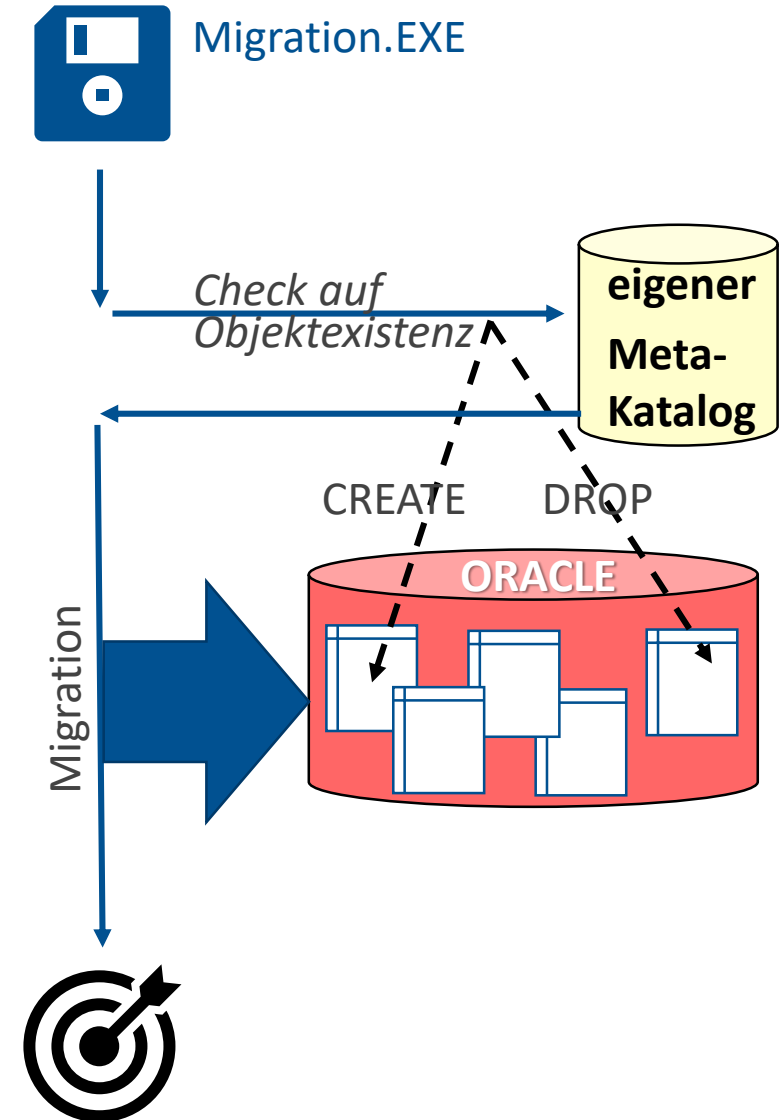 Migration.EXE
Check auf
Objektexistenz
eigener
Meta-
Katalog
CREATE DROP
ORACLE
Migration